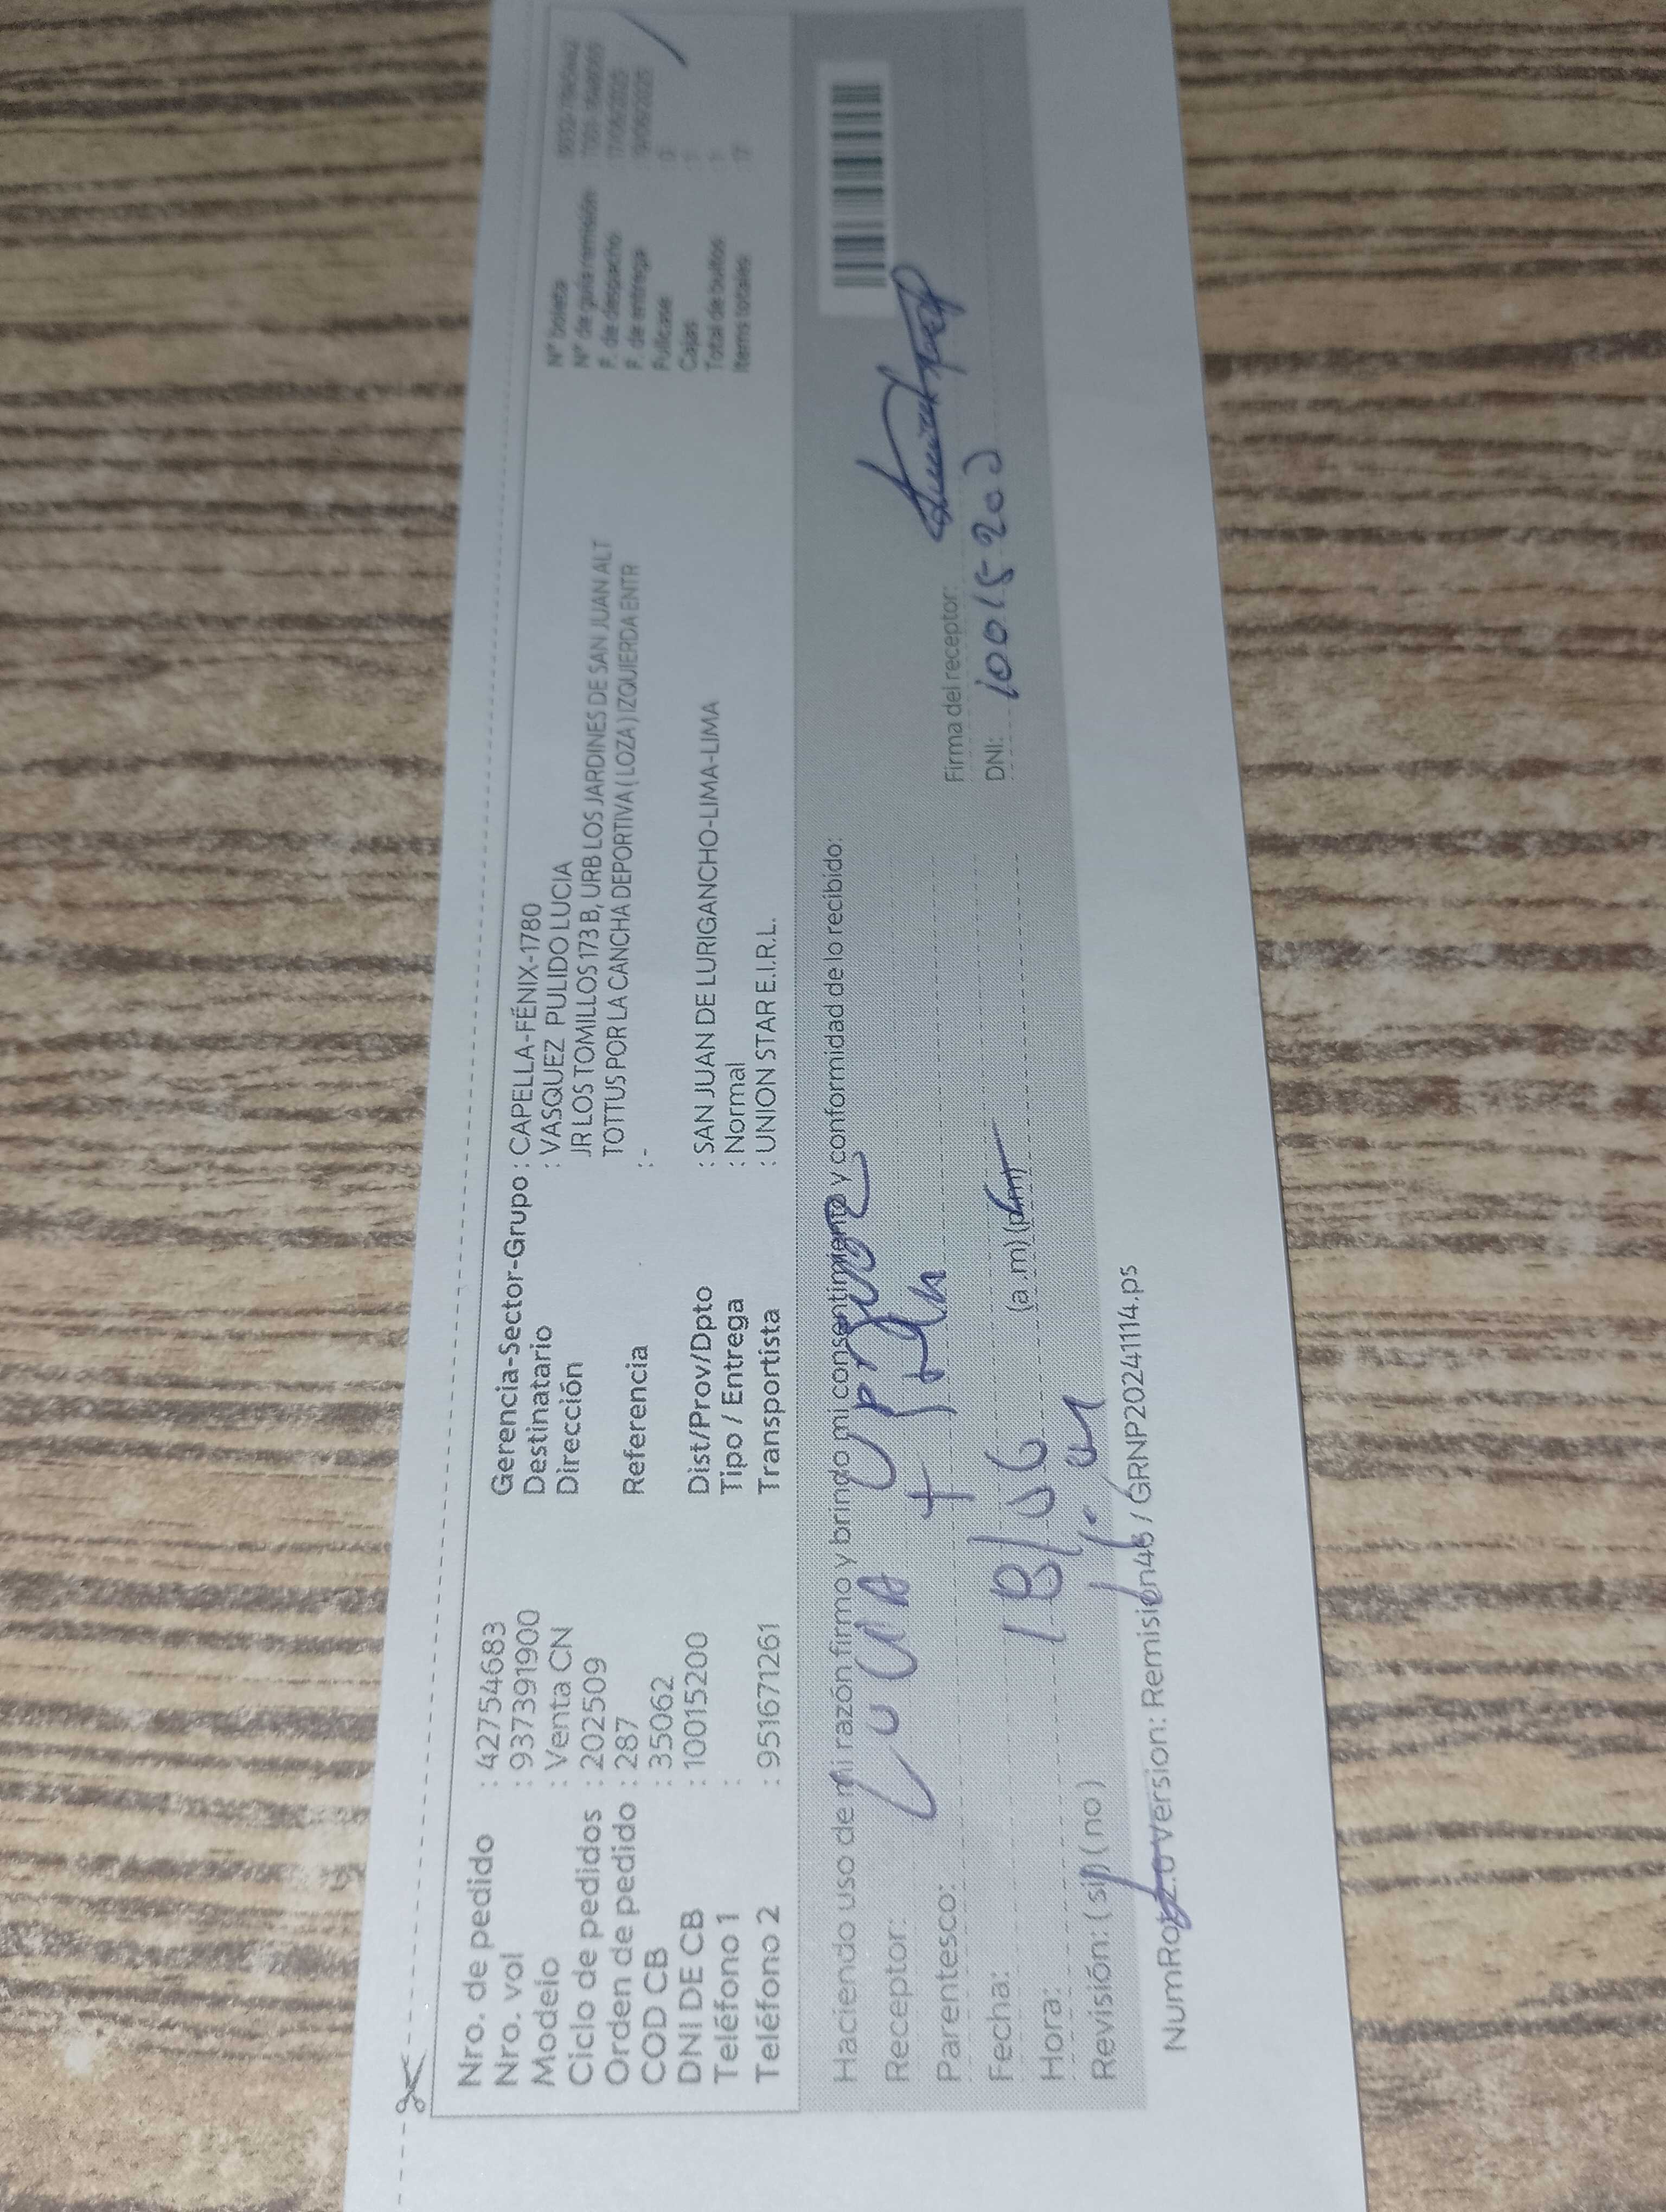 Nro. de pedido : 427754683
Nro. vol : 937391900
Modelo : Venta CN
Ciclo de pedidos : 202509
Orden de pedido : 287
COD CB : 35062
DNI DE CB : 10015200
Teléfono 1 :
Teléfono 2 : 951671261
Gerencia-Sector-Grupo : CAPELLA-FÉNIX-1780
Destinatario : VASQUEZ PULIDO LUCIA
Dirección JR LOS TOMILLOS 173 B, URB LOS JARDINES DE SAN JUAN ALT
TOTTUS POR LA CANCHA DEPORTIVA ( LOZA ) IZQUIERDA ENTR
Referencia : -
Dist/Prov/Dpto : SAN JUAN DE LURIGANCHO-LIMA-LIMA
Tipo / Entrega : Normal
Transportista : UNION STAR E.I.R.L.
N° boleta
N° de guía remisión
F. de despacho
F. de entrega
Fullcase
Cajas
Total de bultos
Items totales : 17
Haciendo uso de mi razón firmo y brindo mi consentimiento y conformidad de lo recibido:
Receptor:
Parentesco:
Fecha: 18/06
Hora: (a .m) (p.m)
Revisión: (si) (no)
Firma del receptor:
DNI: 10015200
Version: Remision46 / GRNP20241114.ps